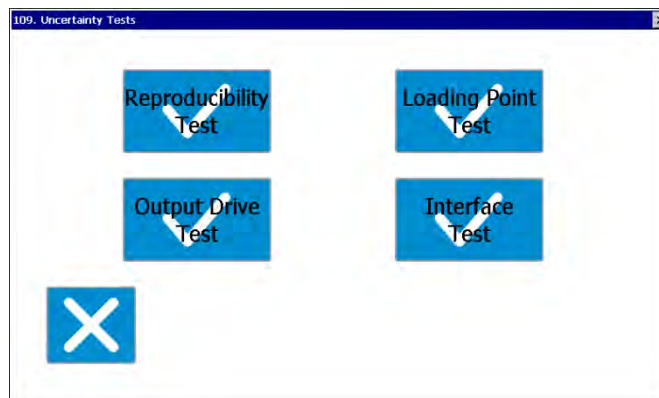 109. Uncertainty Tests
Reproducibility
Test
Loading Point
Test
Output Drive
Test
Interface
Test